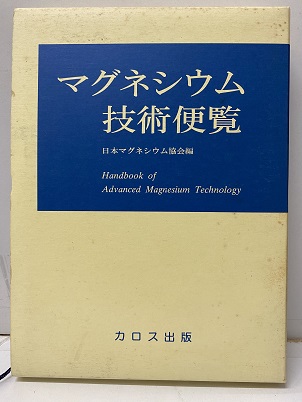 マグネシウム
技術便覧
日本マグネシウム協会編
Handbook of
Advanced Magnesium Technology
カロス出版